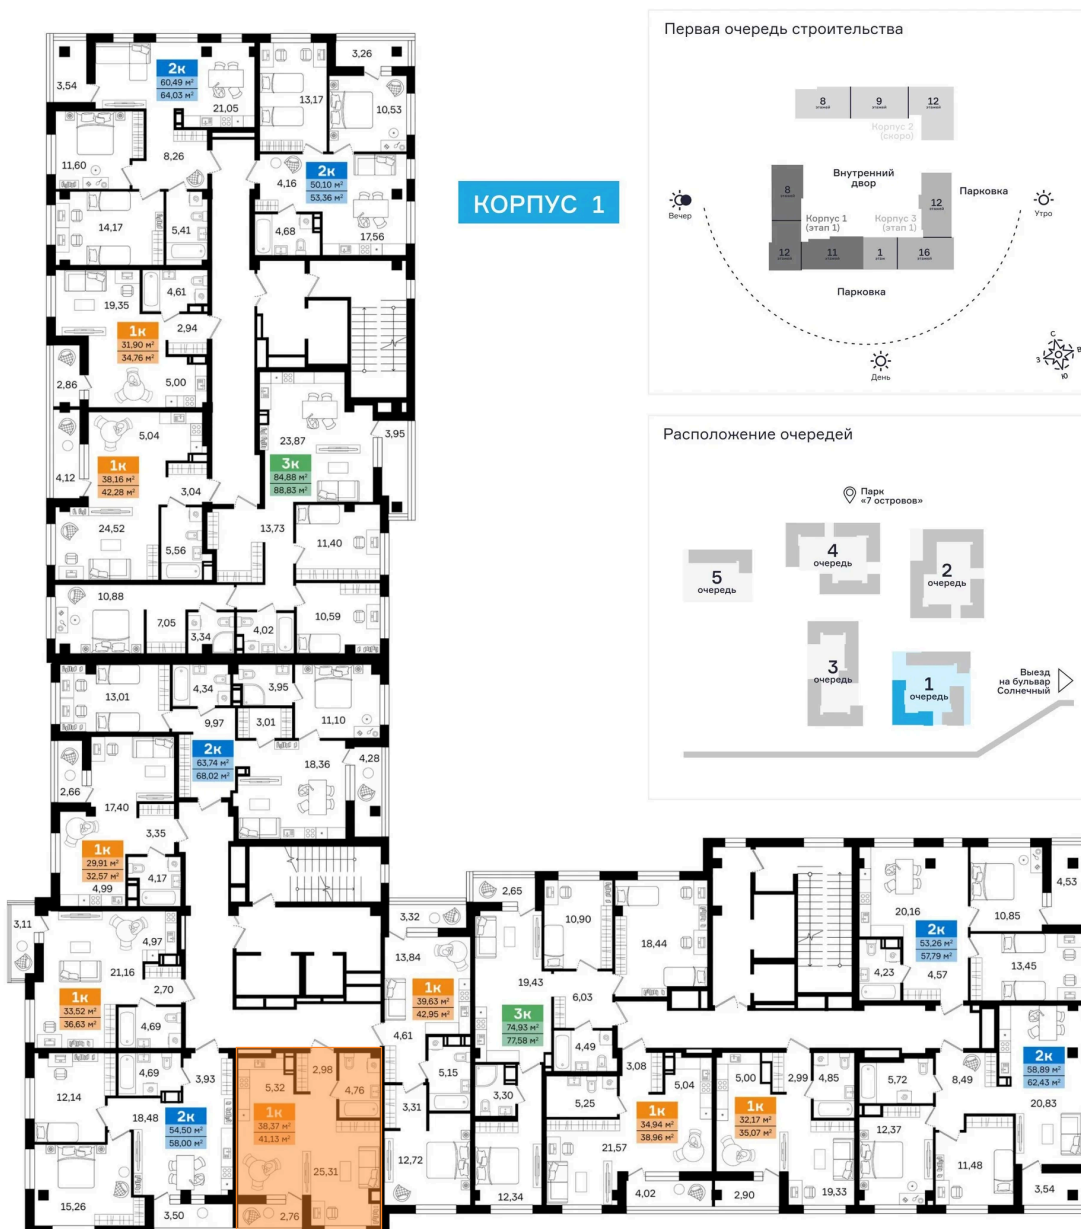 Первая очередь строительства
8
этажей
9
этажей
12
этажей
Корпус 2
(скоро)
Внутренний
двор
8
этажей
Корпус 1
(этап 1)
Корпус 3
(этап 1)
12
этажей
Парковка
Вечер
Утро
12
этажей
11
этажей
1
этаж
16
этажей
Парковка
День
С
В
З
Ю
КОРПУС 1
Расположение очередей
Парк
«7 островов»
5
очередь
4
очередь
2
очередь
3
очередь
1
очередь
Выезд
на бульвар
Солнечный
3,54
2к
60,49 м²
64,03 м²
21,05
13,17
3,26
10,53
11,60
8,26
4,16
2к
50,10 м²
53,36 м²
14,17
5,41
4,68
17,56
19,35
4,61
1к
31,90 м²
34,76 м²
2,94
2,86
5,00
5,04
4,12
1к
38,16 м²
42,28 м²
3,04
24,52
5,56
23,87
3,95
3к
84,88 м²
88,83 м²
13,73
11,40
10,88
7,05
3,34
4,02
10,59
13,01
4,34
3,95
11,10
9,97
3,01
2к
63,74 м²
68,02 м²
18,36
4,28
2,66
17,40
3,35
1к
29,91 м²
32,57 м²
4,99
4,17
3,11
4,97
21,16
2,70
1к
33,52 м²
36,63 м²
4,69
3,32
13,84
1к
39,63 м²
42,95 м²
4,61
5,15
3,31
12,72
2,65
10,90
18,44
19,43
6,03
3к
74,93 м²
77,58 м²
4,49
3,30
12,34
20,16
10,85
4,53
2к
53,26 м²
57,79 м²
4,23
4,57
13,45
12,14
4,69
3,93
18,48
2к
54,50 м²
58,00 м²
15,26
3,50
5,32
2,98
4,76
1к
38,37 м²
41,13 м²
25,31
2,76
3,08
5,04
5,25
1к
34,94 м²
38,96 м²
21,57
4,02
5,00
2,99
4,85
1к
32,17 м²
35,07 м²
2,90
19,33
5,72
8,49
2к
58,89 м²
62,43 м²
20,83
12,37
11,48
3,54